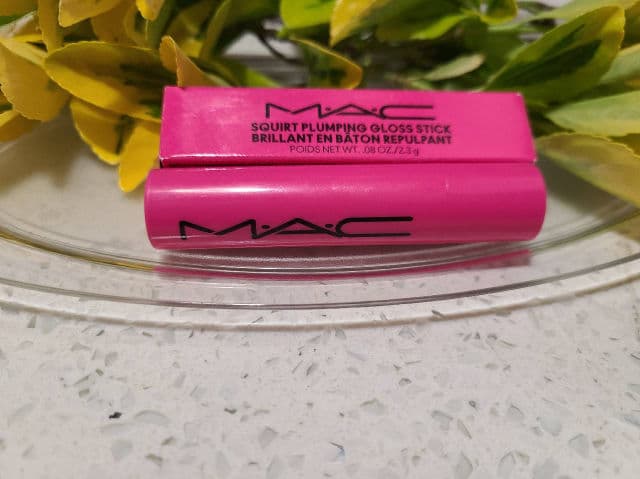 M·A·C
SQUIRT PLUMPING GLOSS STICK
BRILLANT EN BÂTON REPULPANT
POIDS NET WT. .08 OZ./2.3 g
M·A·C